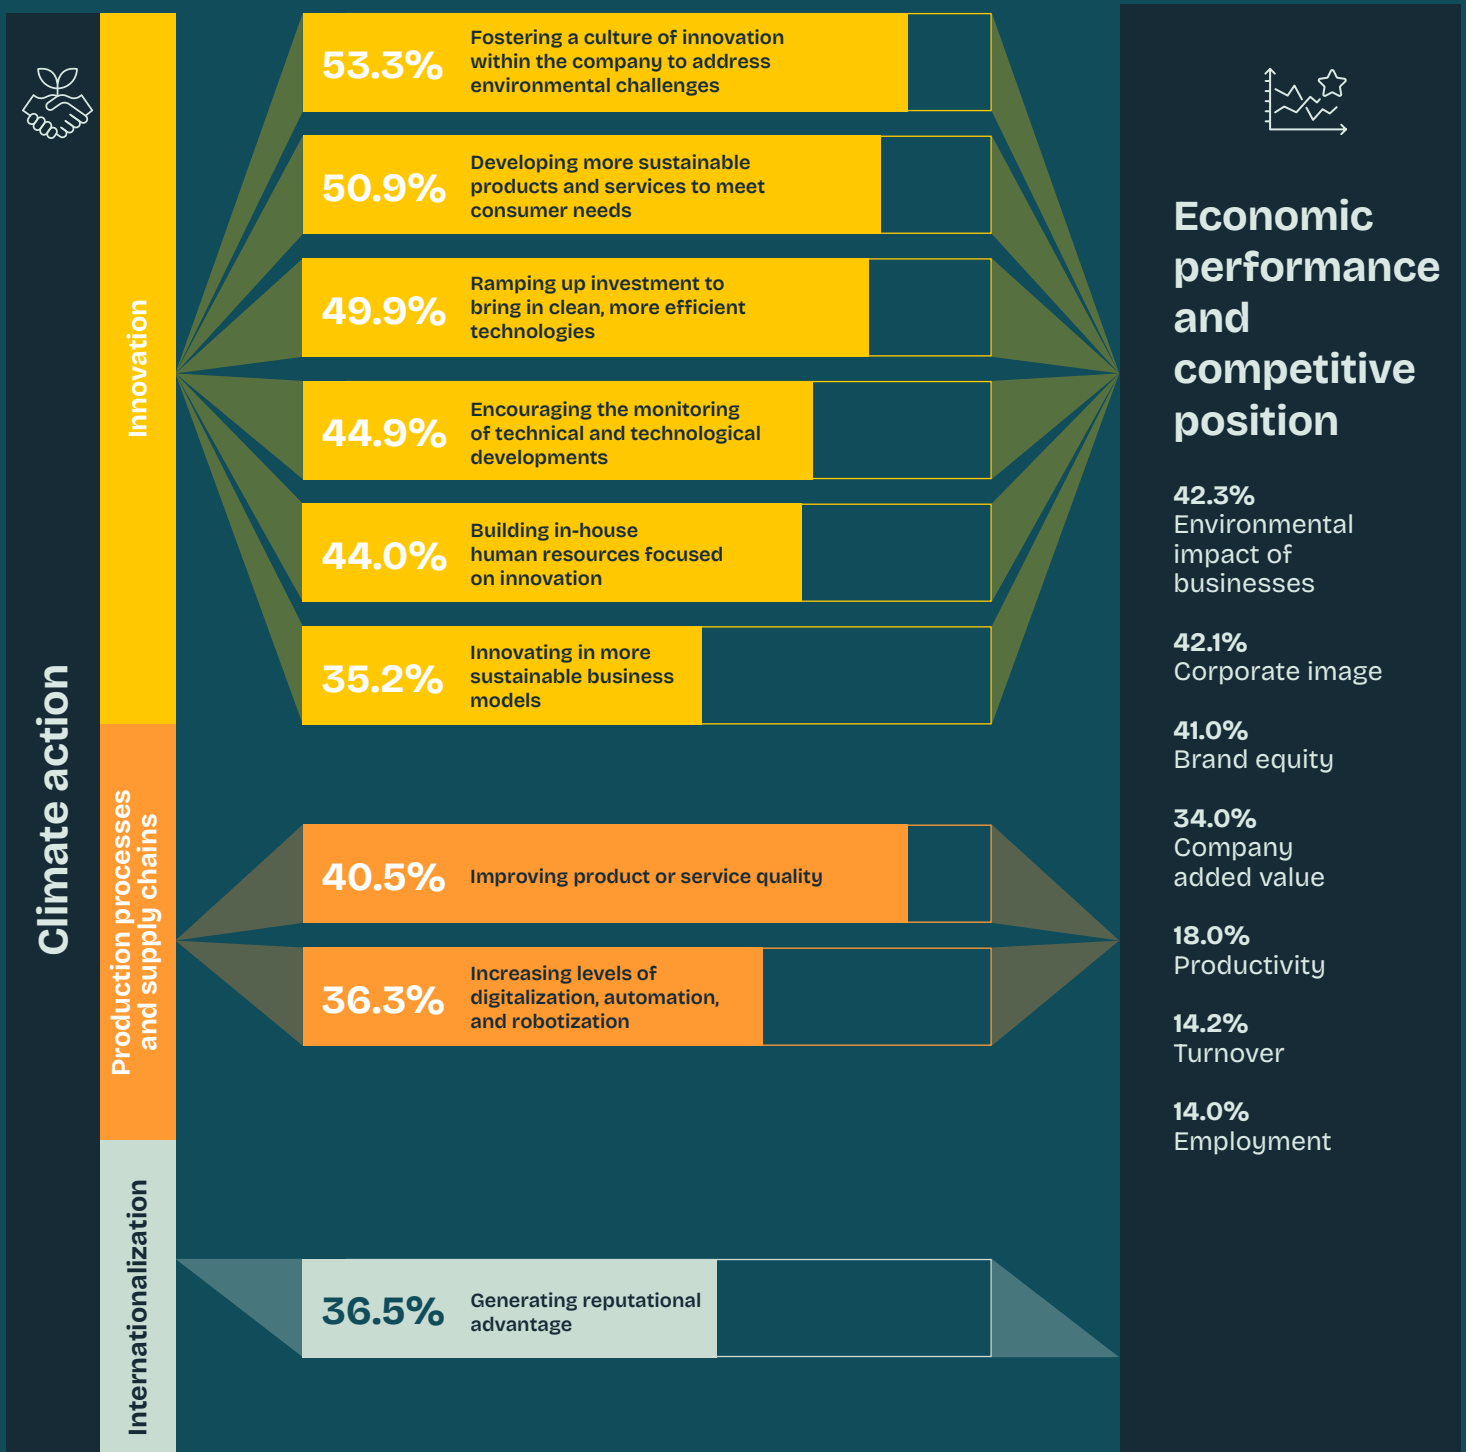 Climate action
Innovation
53.3%
Fostering a culture of innovation
within the company to address
environmental challenges
50.9%
Developing more sustainable
products and services to meet
consumer needs
49.9%
Ramping up investment to
bring in clean, more efficient
technologies
44.9%
Encouraging the monitoring
of technical and technological
developments
44.0%
Building in-house
human resources focused
on innovation
35.2%
Innovating in more
sustainable business
models
Production processes
and supply chains
40.5%
Improving product or service quality
36.3%
Increasing levels of
digitalization, automation,
and robotization
Internationalization
36.5%
Generating reputational
advantage
Economic
performance
and
competitive
position
42.3%
Environmental
impact of
businesses
42.1%
Corporate image
41.0%
Brand equity
34.0%
Company
added value
18.0%
Productivity
14.2%
Turnover
14.0%
Employment